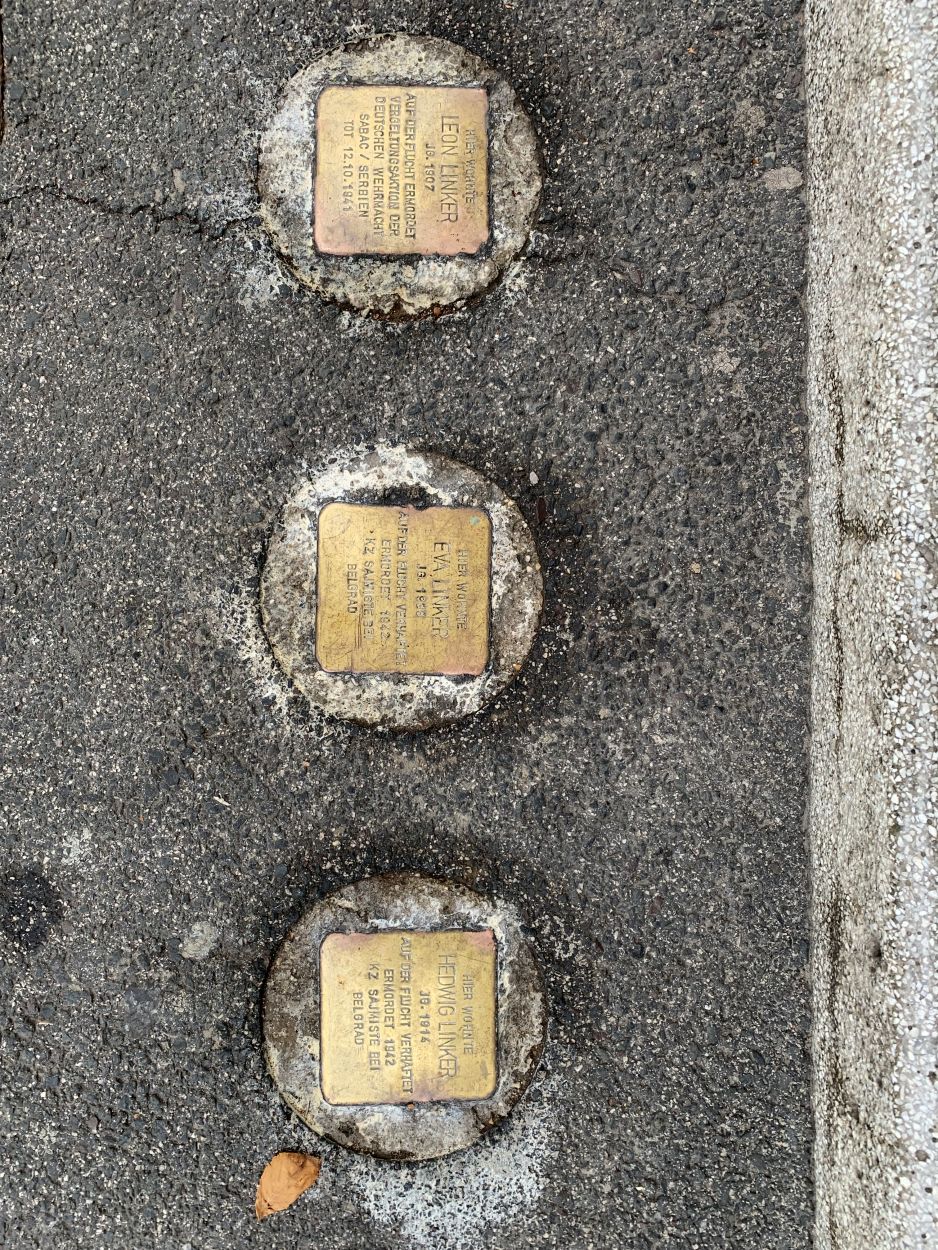 HIER WOHNTE
LEON LINKER
JG. 1907
AUF DER FLUCHT ERMORDET
VERGELTUNGSAKTION DER
DEUTSCHEN WEHRMACHT
SABAC / SERBIEN
TOT 12.10.1941
HIER WOHNTE
EVA LINKER
JG. 1938
AUF DER FLUCHT VERHAFTET
ERMORDET 1942
KZ SAJMISTE BEI
BELGRAD
HIER WOHNTE
HEDWIG LINKER
JG. 1914
AUF DER FLUCHT VERHAFTET
ERMORDET 1942
KZ SAJMISTE BEI
BELGRAD